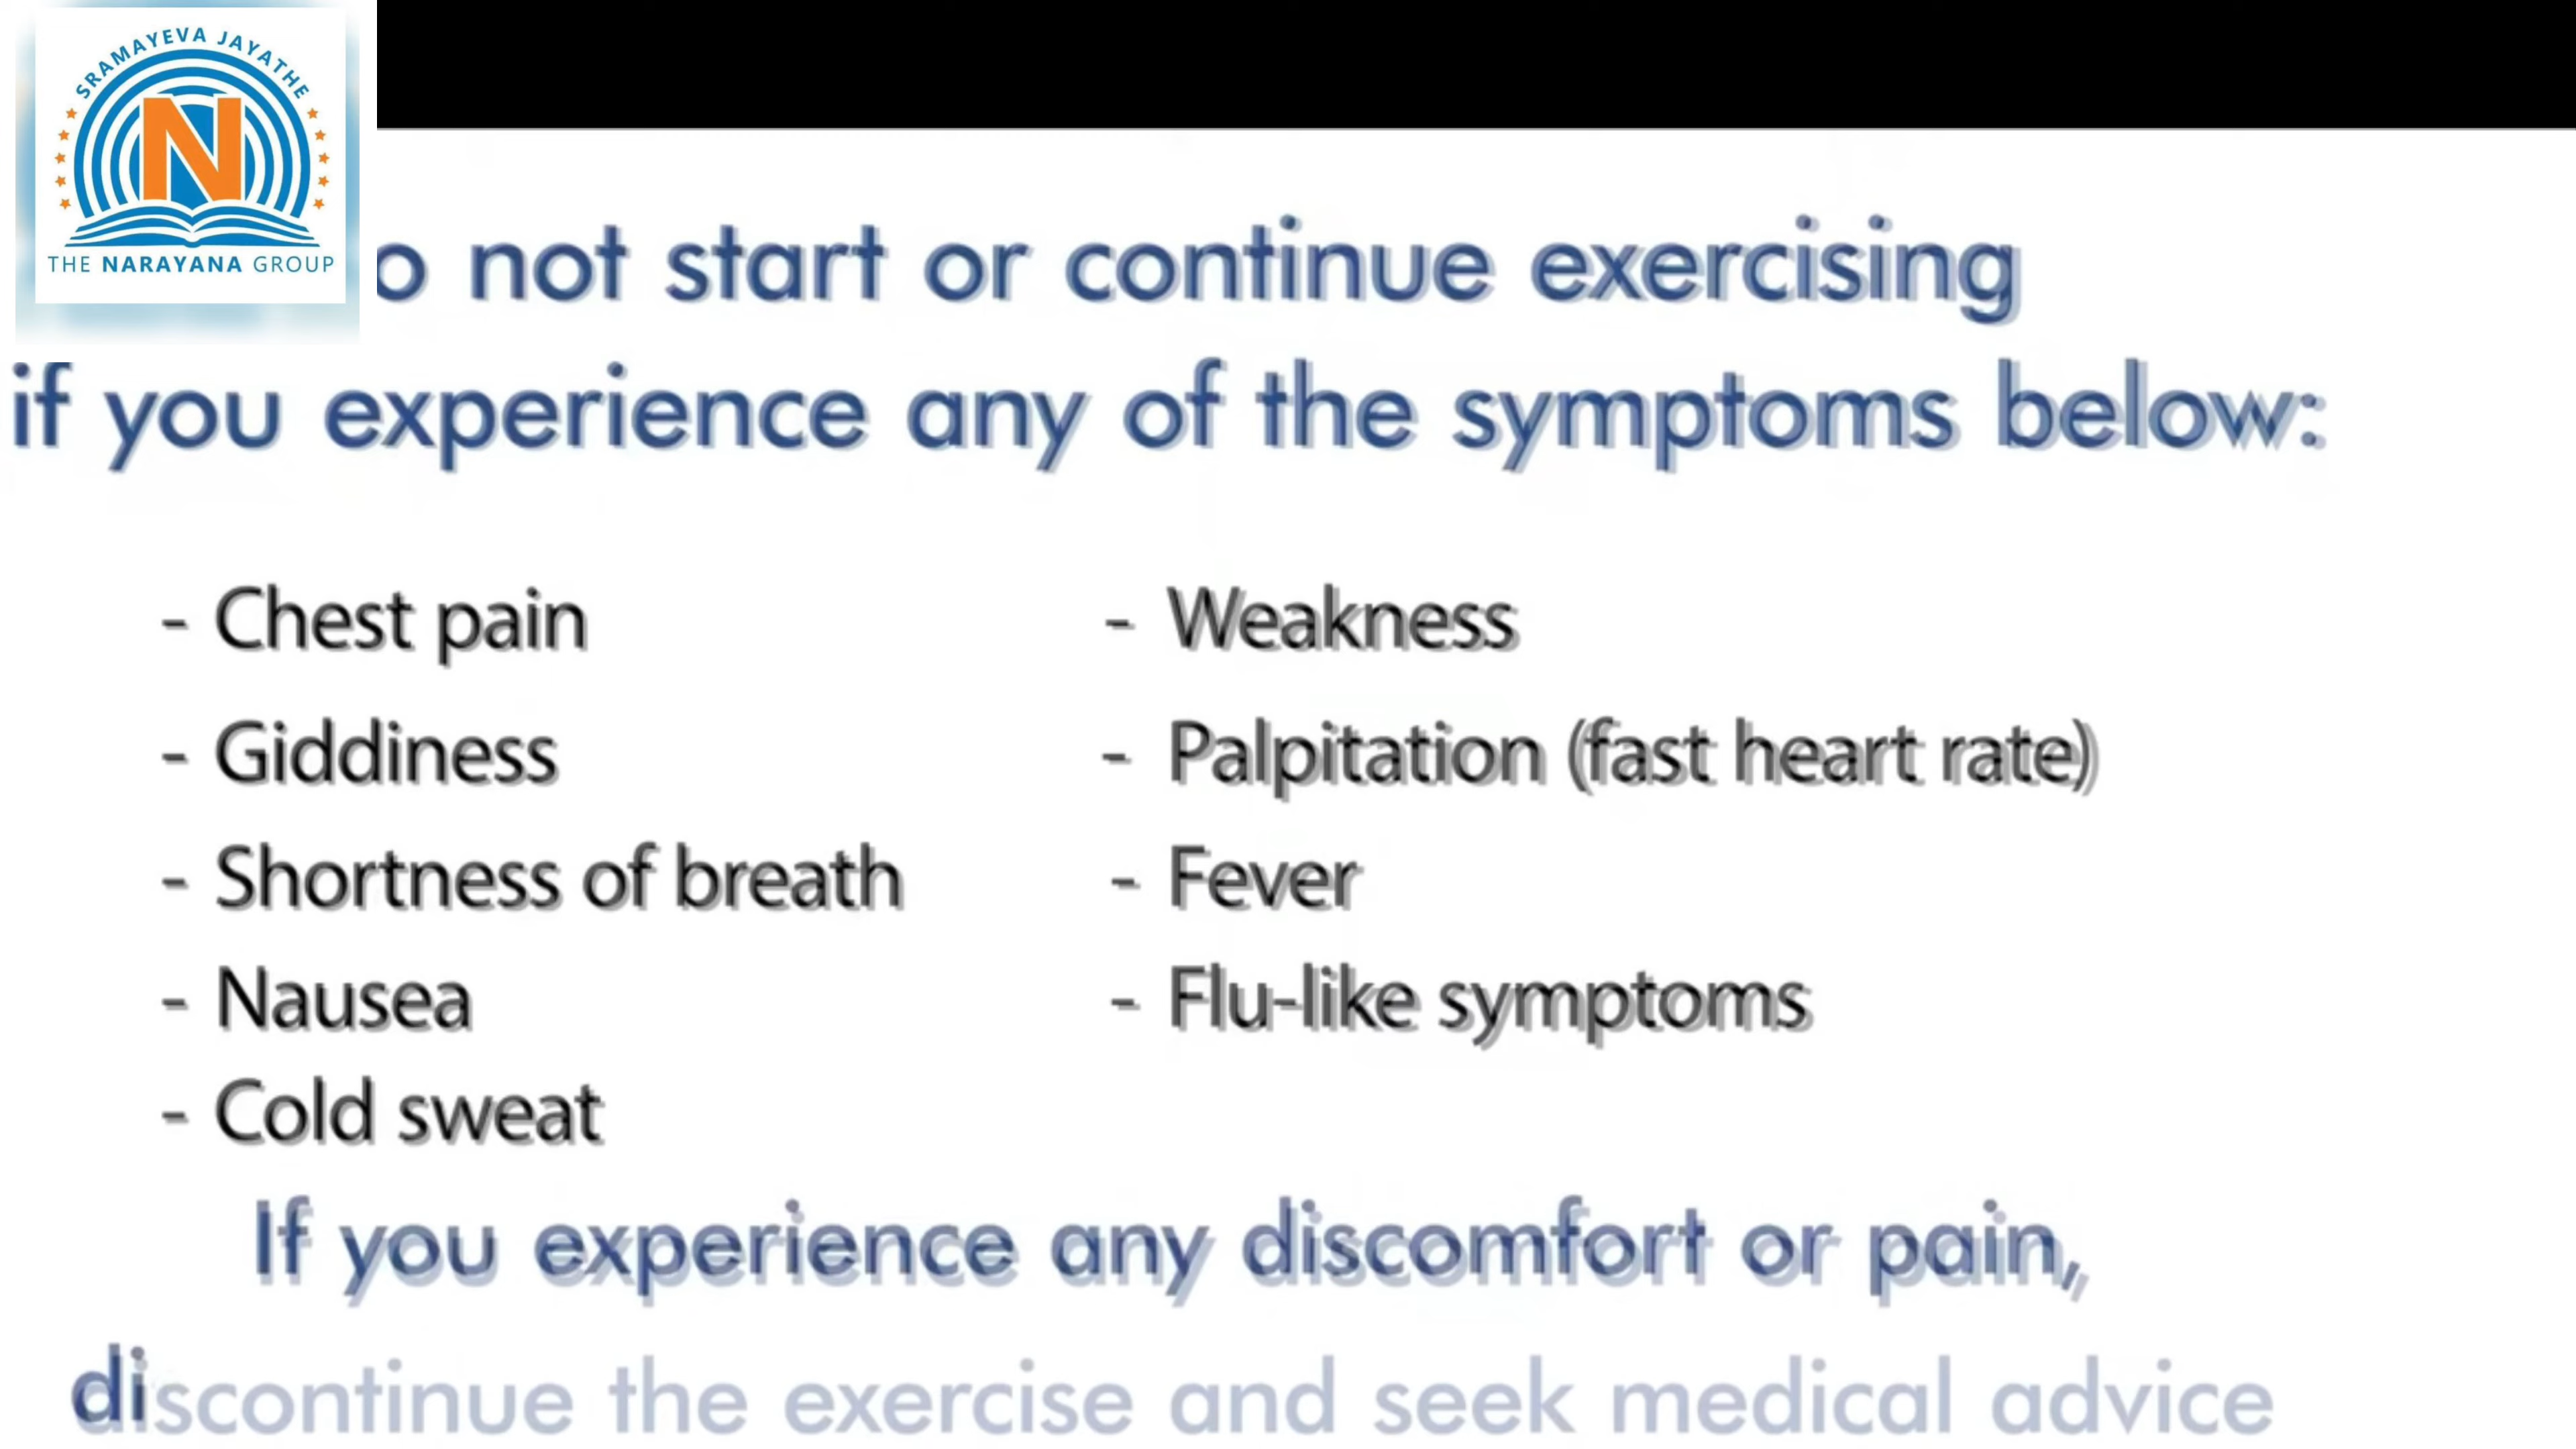 SRAMAYEVA JAYATHE
N
THE NARAYANA GROUP
o not start or continue exercising
if you experience any of the symptoms below:
- Chest pain
- Giddiness
- Shortness of breath
- Nausea
- Cold sweat
- Weakness
- Palpitation (fast heart rate)
- Fever
- Flu-like symptoms
If you experience any discomfort or pain,
discontinue the exercise and seek medical advice